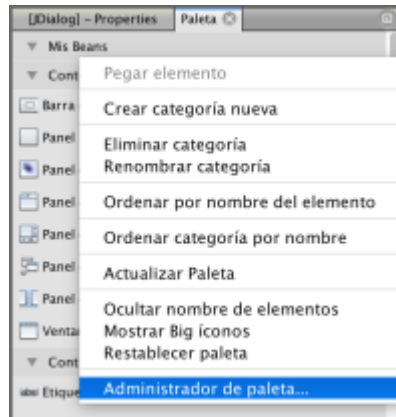 [JDialog] - Properties
Paleta
Mis Beans
Cont
Pegar elemento
Barra
Crear categoría nueva
Panel
Eliminar categoría
Panel
Renombrar categoría
Panel
Ordenar por nombre del elemento
Panel
Ordenar categoría por nombre
Panel
Actualizar Paleta
Panel
Ocultar nombre de elementos
Venta
Mostrar Big íconos
Cont
Restablecer paleta
label Etique
Administrador de paleta...